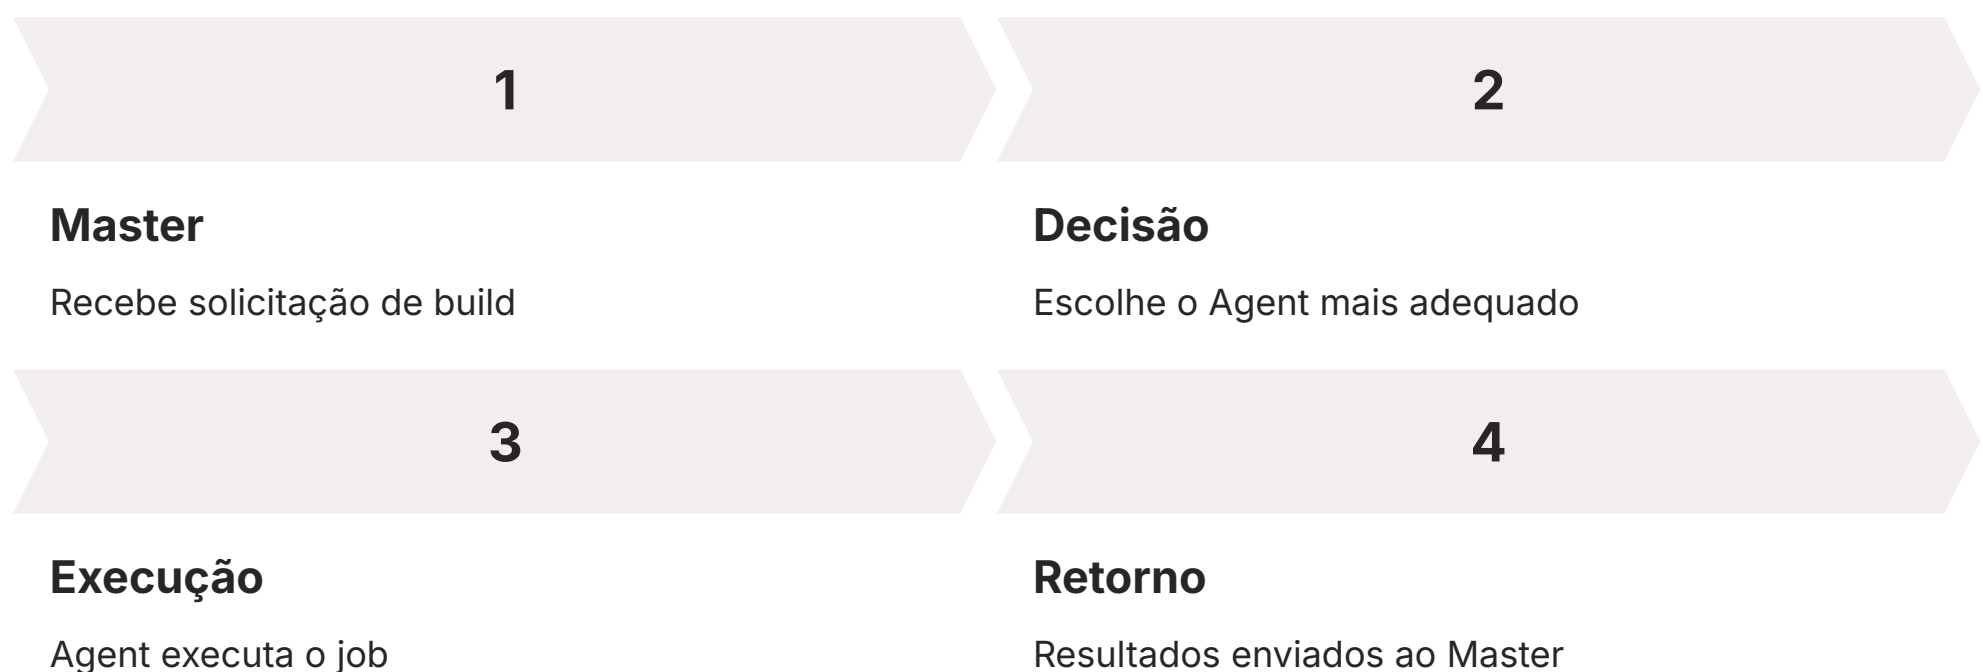 1
2
Master
Recebe solicitação de build
Decisão
Escolhe o Agent mais adequado
3
4
Execução
Agent executa o job
Retorno
Resultados enviados ao Master